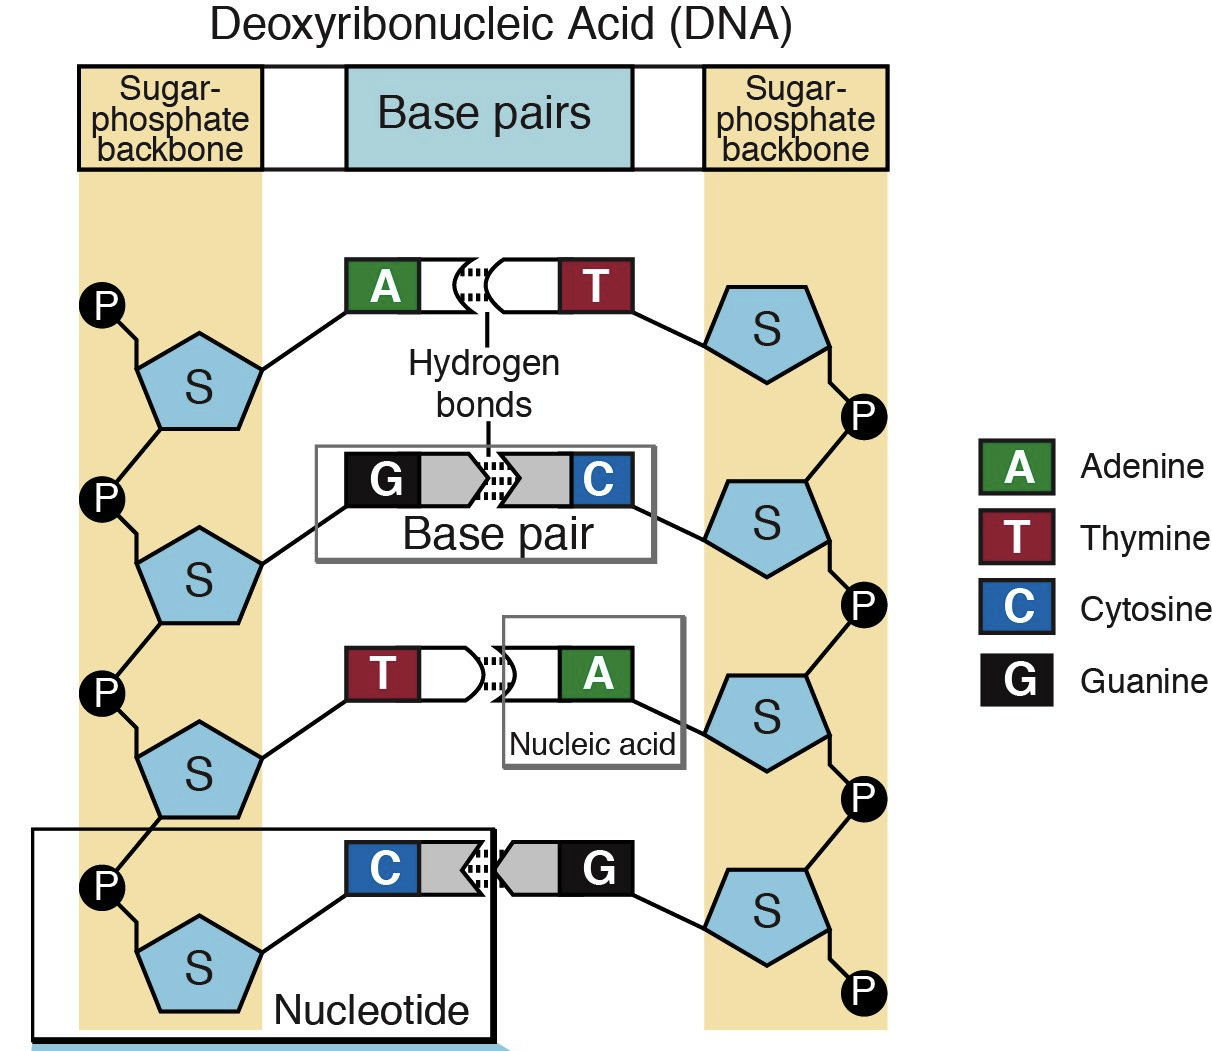 Deoxyribonucleic Acid (DNA)
Sugar-
phosphate
backbone
Base pairs
Sugar-
phosphate
backbone
A
T
P
S
S
Hydrogen
bonds
P
G
C
P
S
S
Base pair
P
T
A
P
S
S
Nucleic acid
P
C
G
P
S
S
Nucleotide
P
A Adenine
T Thymine
C Cytosine
G Guanine